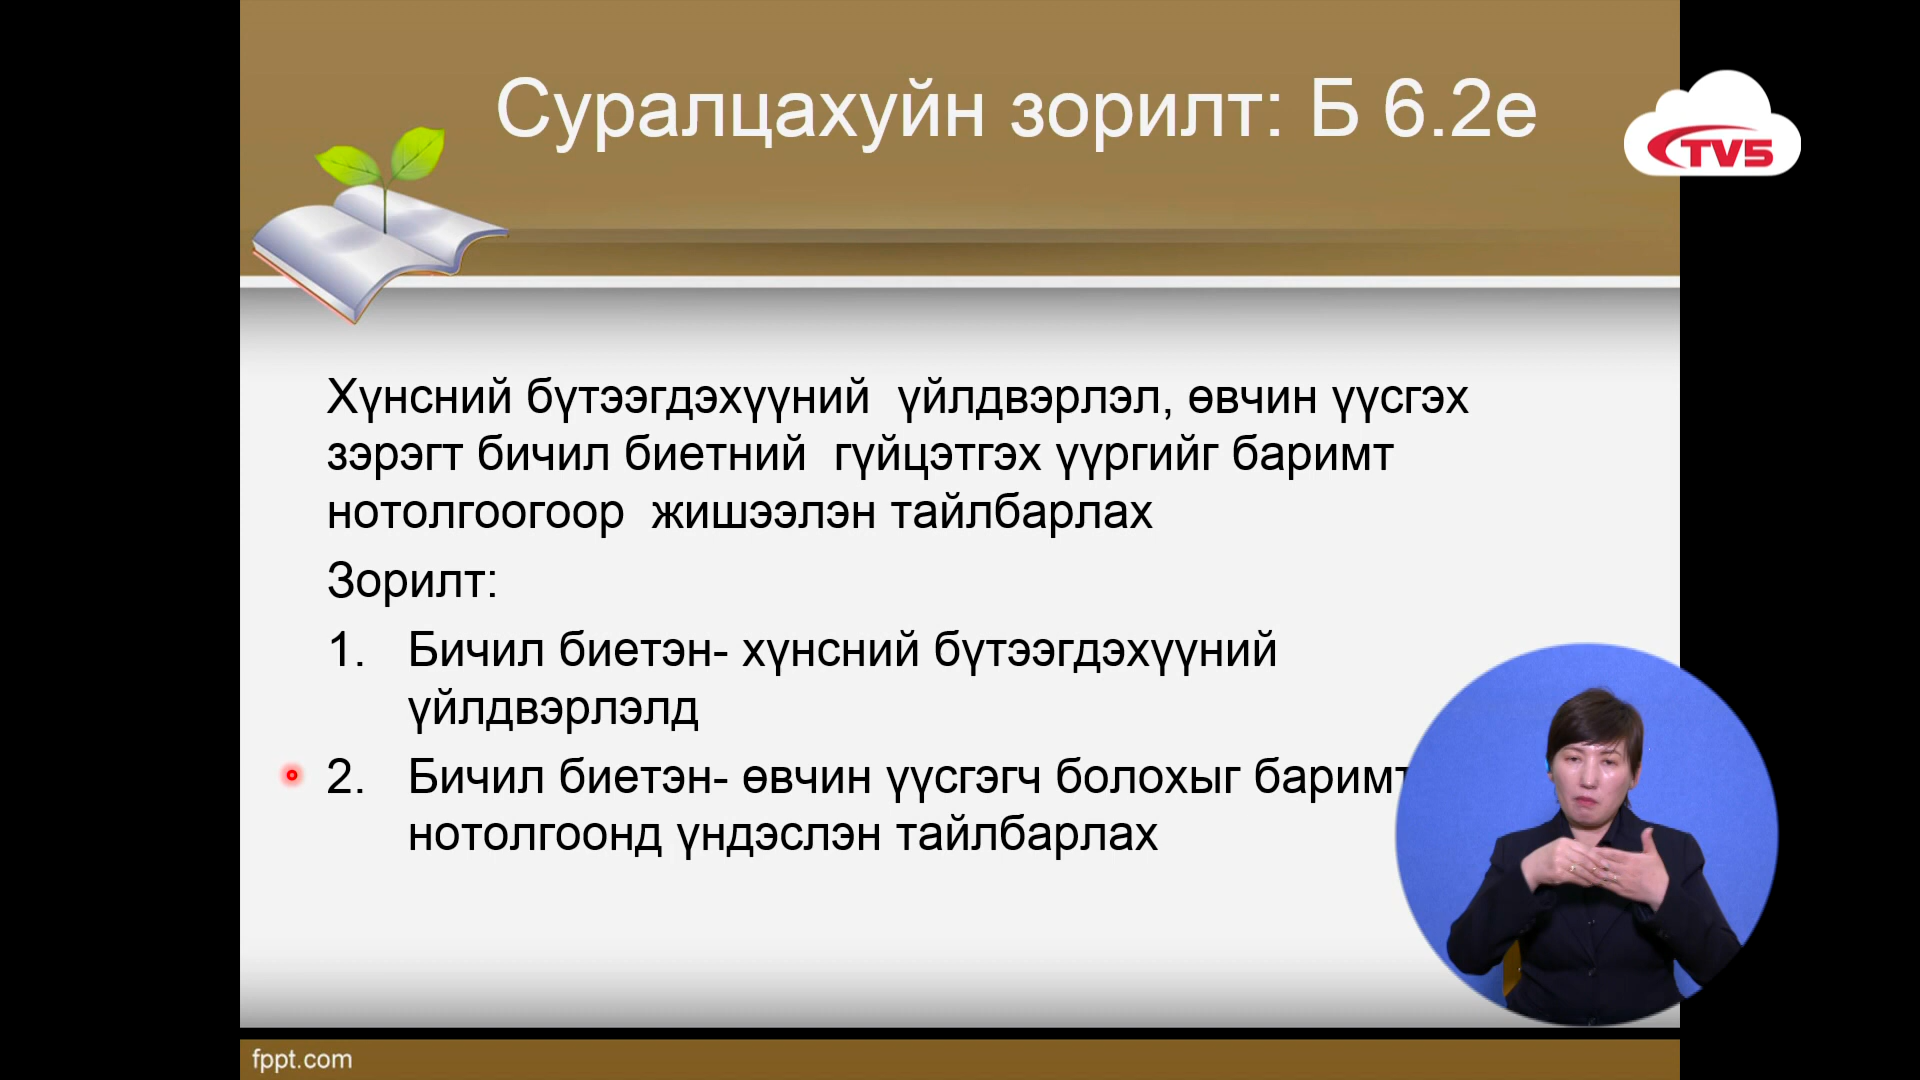 Суралцахуйн зорилт: Б 6.2е
TV5
Хүнсний бүтээгдэхүүний үйлдвэрлэл, өвчин үүсгэх
зэрэгт бичил биетний гүйцэтгэх үүргийг баримт
нотолгоогоор жишээлэн тайлбарлах
Зорилт:
1. Бичил биетэн- хүнсний бүтээгдэхүүний
үйлдвэрлэлд
2. Бичил биетэн- өвчин үүсгэгч болохыг баримт
нотолгоонд үндэслэн тайлбарлах
fppt.com